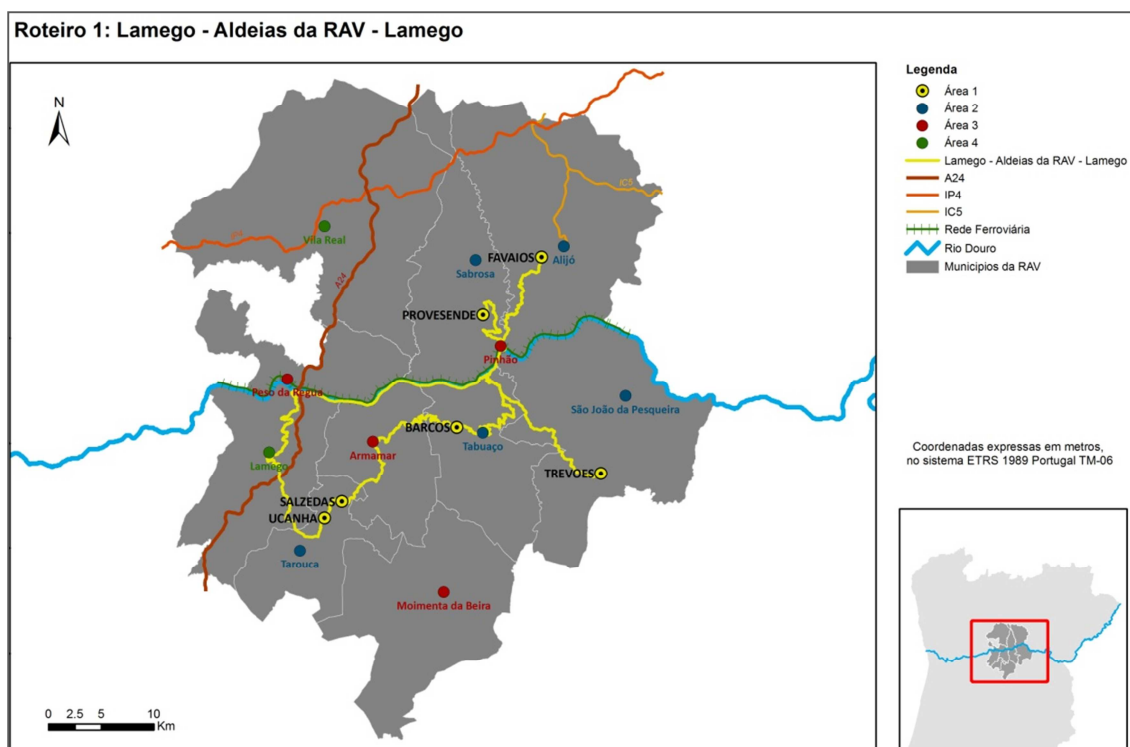 Roteiro 1: Lamego - Aldeias da RAV - Lamego
N
IP4
Vila Real
A24
IC5
FAVAIOS
Alijó
Sabrosa
PROVESENDE
Pinhão
Peso da Régua
São João da Pesqueira
BARCOS
Tabuaço
Armamar
Lamego
TREVOES
SALZEDAS
UCANHA
Tarouca
Moimenta da Beira
0 2.5 5 10
Km
Legenda
Área 1
Área 2
Área 3
Área 4
Lamego - Aldeias da RAV - Lamego
A24
IP4
IC5
Rede Ferroviária
Rio Douro
Municipios da RAV
Coordenadas expressas em metros,
no sistema ETRS 1989 Portugal TM-06